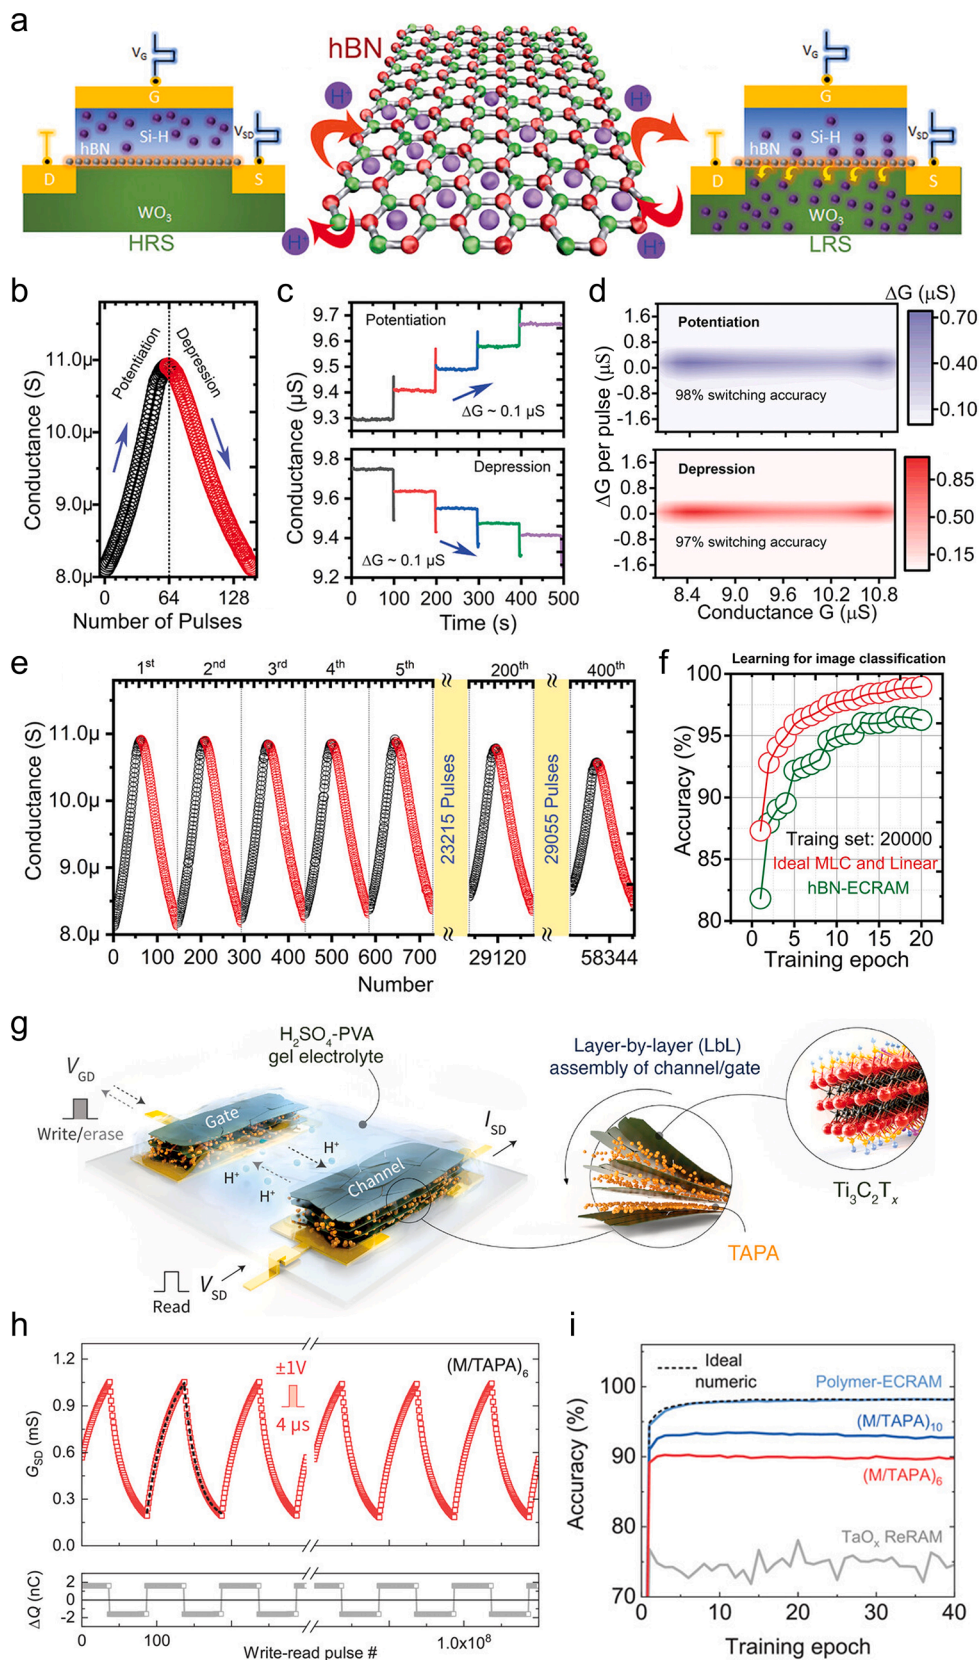 a
V_G
G
Si-H
hBN
V_SD
D
S
WO₃
HRS
hBN
H⁺
H⁺
H⁺
H⁺
V_G
G
Si-H
hBN
V_SD
D
S
WO₃
LRS
b
Conductance (S)
11.0µ
10.0µ
9.0µ
8.0µ
Potentiation
Depression
0
64
128
Number of Pulses
c
Conductance (µS)
9.7
9.6
9.5
9.4
9.3
Potentiation
ΔG ~ 0.1 µS
9.8
9.6
9.4
9.2
Depression
ΔG ~ 0.1 µS
0 100 200 300 400 500
Time (s)
d
ΔG per pulse (µS)
1.6
0.8
0.0
-0.8
-1.6
Potentiation
98% switching accuracy
ΔG (µS)
0.70
0.40
0.10
1.6
0.8
0.0
-0.8
-1.6
Depression
97% switching accuracy
0.85
0.50
0.15
8.4 9.0 9.6 10.2 10.8
Conductance G (µS)
e
1st 2nd 3rd 4th 5th 200th 400th
Conductance (S)
11.0µ
10.0µ
9.0µ
8.0µ
23215 Pulses
29055 Pulses
0 100 200 300 400 500 600 700 29120 58344
Number
f
Learning for image classification
Accuracy (%)
100
95
90
85
80
Traing set: 20000
Ideal MLC and Linear
hBN-ECRAM
0 5 10 15 20
Training epoch
g
H₂SO₄-PVA
gel electrolyte
V_GD
Write/erase
Gate
H⁺
H⁺
H⁺
Channel
I_SD
Read
V_SD
Layer-by-layer (LbL)
assembly of channel/gate
TAPA
Ti₃C₂Tₓ
h
G_SD (mS)
1.2
0.9
0.6
0.3
0.0
±1V
4 µs
(M/TAPA)₆
ΔQ (nC)
2
0
-2
0 100 1.0x10⁸
Write-read pulse #
i
Accuracy (%)
100
90
80
70
Ideal
numeric
Polymer-ECRAM
(M/TAPA)₁₀
(M/TAPA)₆
TaOₓ ReRAM
0 10 20 30 40
Training epoch